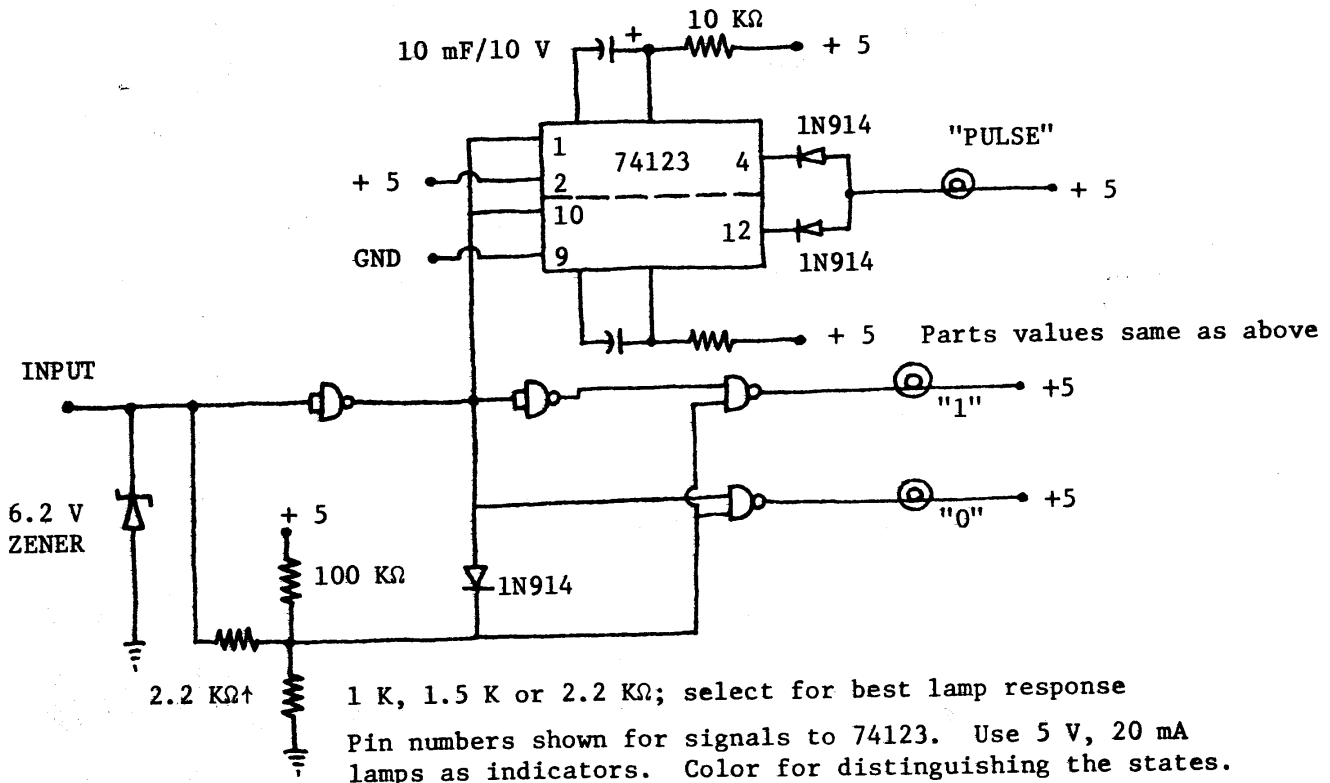 10 KΩ
10 mF/10 V
+
+ 5
1N914
"PULSE"
1
74123
4
+ 5
2
+ 5
10
12
GND
9
1N914
+ 5
Parts values same as above
INPUT
+5
"1"
6.2 V
ZENER
+ 5
+5
"0"
100 KΩ
1N914
2.2 KΩ↑
1 K, 1.5 K or 2.2 KΩ; select for best lamp response
Pin numbers shown for signals to 74123. Use 5 V, 20 mA
lamps as indicators. Color for distinguishing the states.